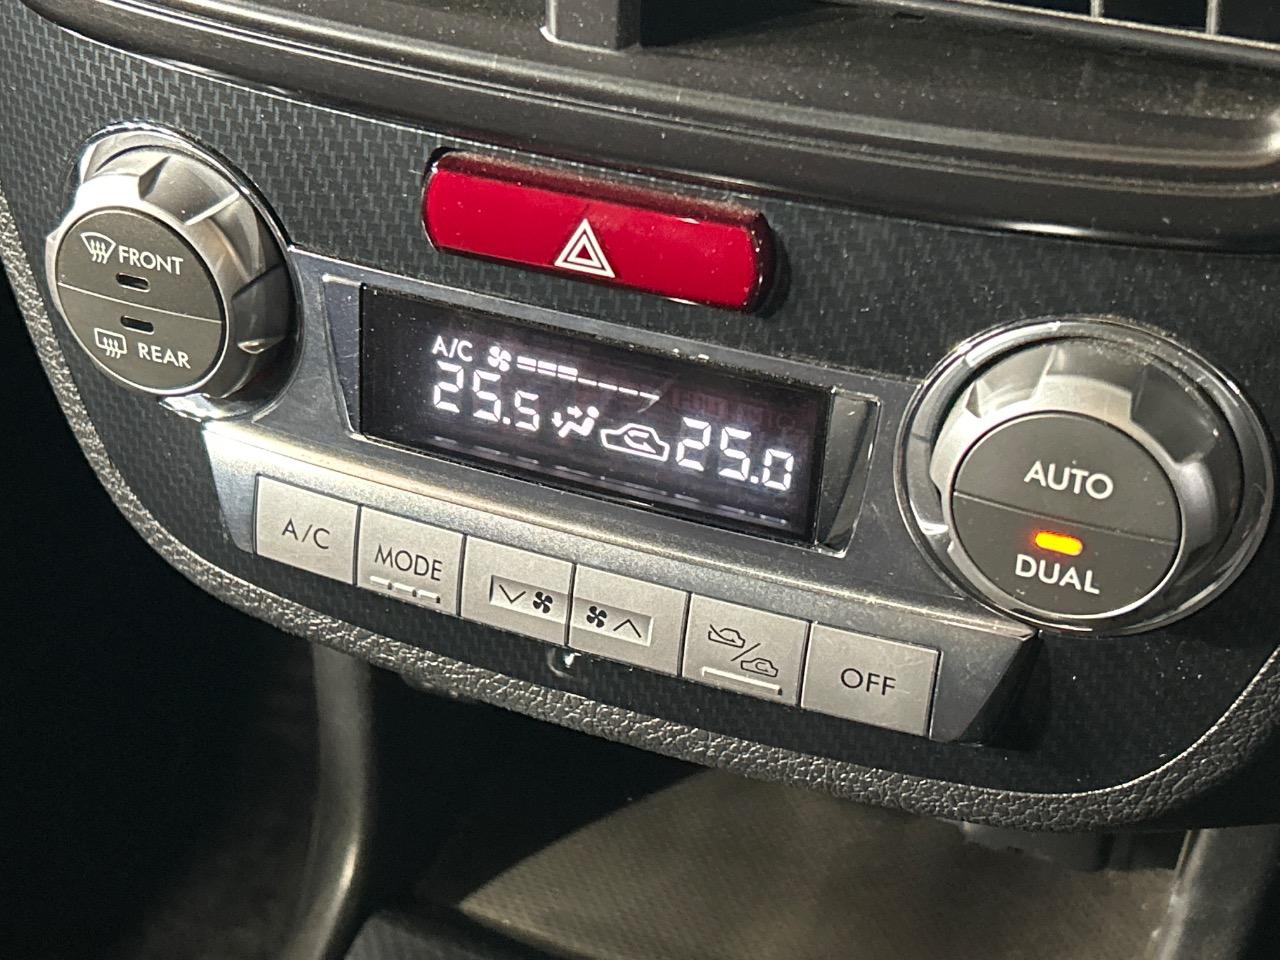 FRONT
REAR
A/C
25.5 25.0
AUTO
DUAL
A/C
MODE
OFF